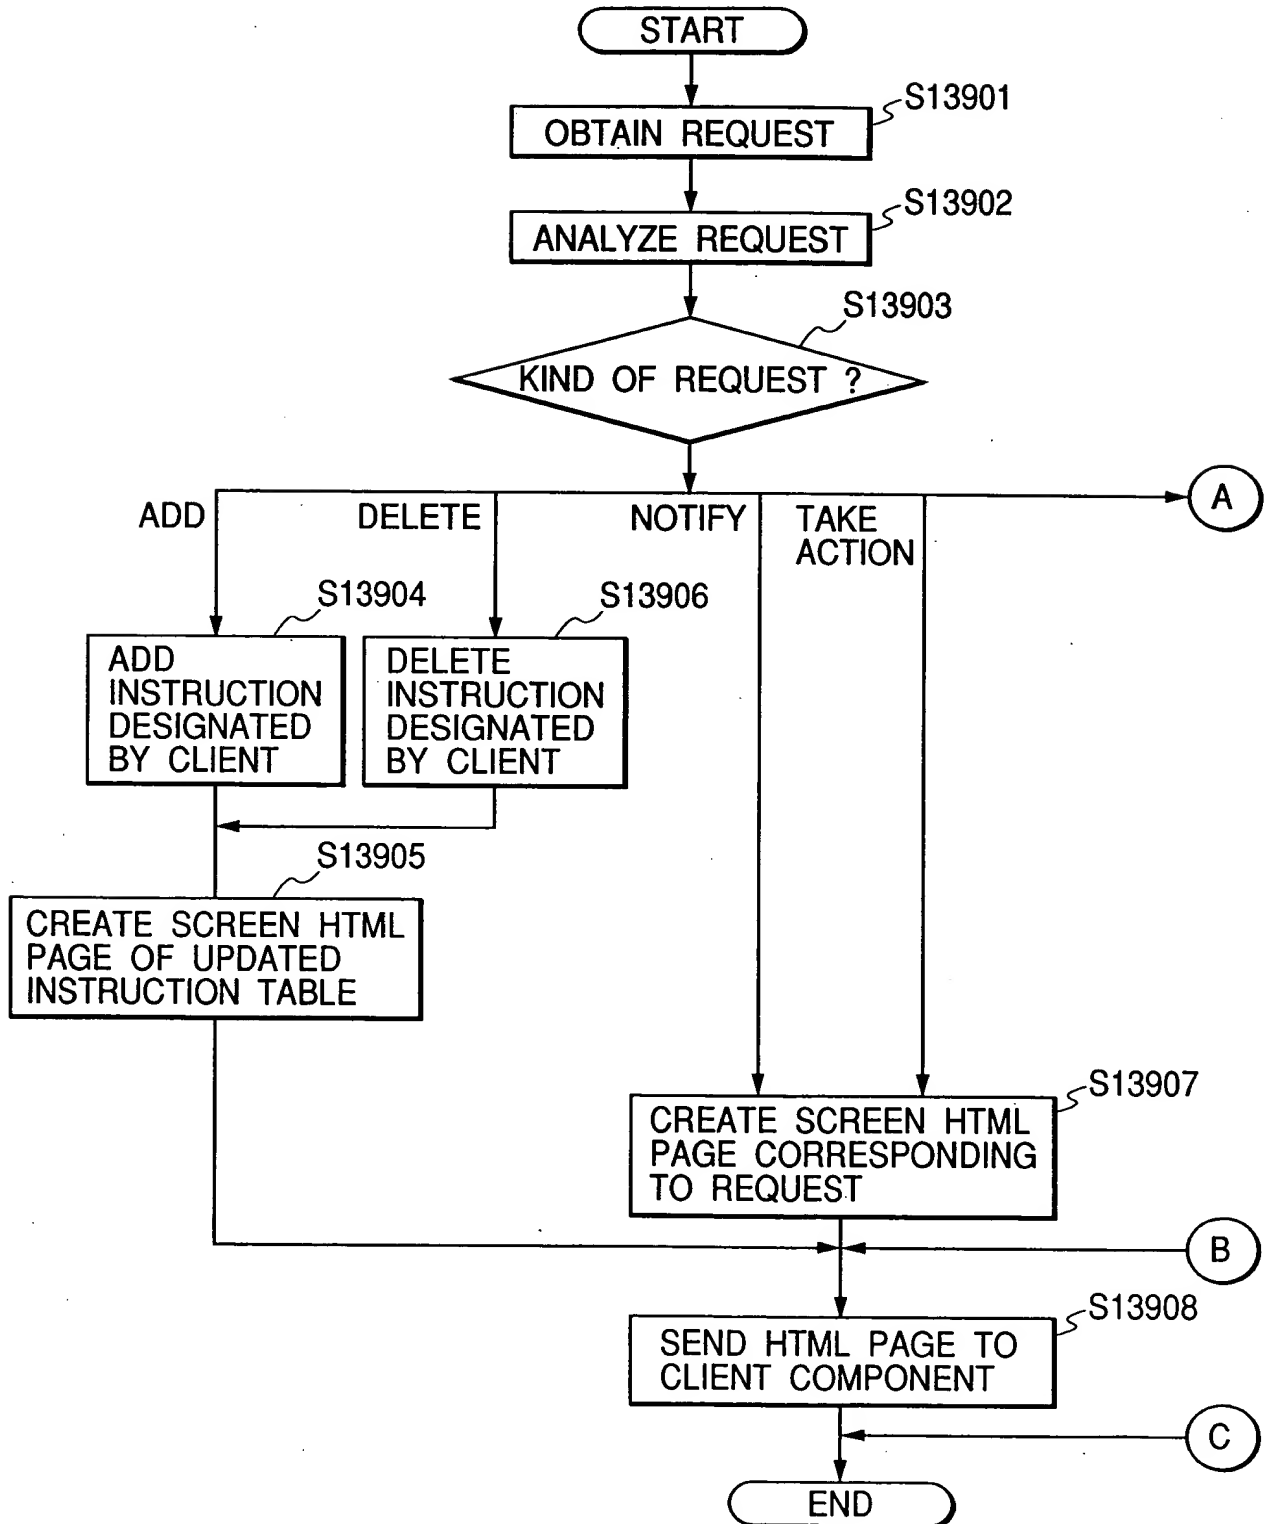 START
S13901
OBTAIN REQUEST
S13902
ANALYZE REQUEST
S13903
KIND OF REQUEST ?
A
ADD
DELETE
NOTIFY
TAKE
ACTION
S13904
S13906
ADD
INSTRUCTION
DESIGNATED
BY CLIENT
DELETE
INSTRUCTION
DESIGNATED
BY CLIENT
S13905
CREATE SCREEN HTML
PAGE OF UPDATED
INSTRUCTION TABLE
S13907
CREATE SCREEN HTML
PAGE CORRESPONDING
TO REQUEST
B
S13908
SEND HTML PAGE TO
CLIENT COMPONENT
C
END